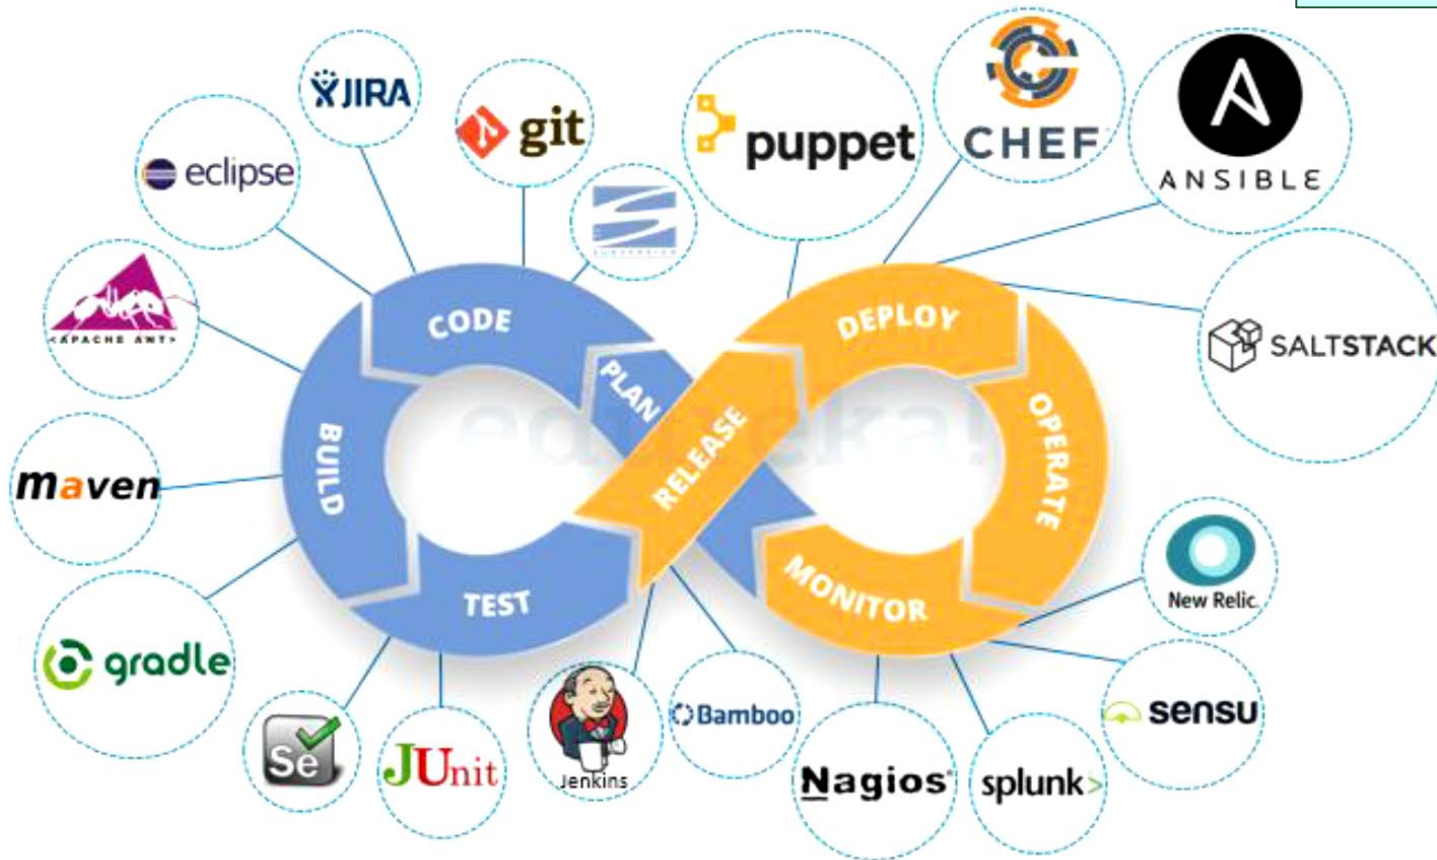 JIRA
git
eclipse
puppet
CHEF
ANSIBLE
<APACHE ANT>
SALTSTACK
CODE
PLAN
DEPLOY
BUILD
RELEASE
OPERATE
edureka!
maven
TEST
MONITOR
New Relic.
gradle
Se
JUnit
Jenkins
Bamboo
Nagios®
splunk>
sensu